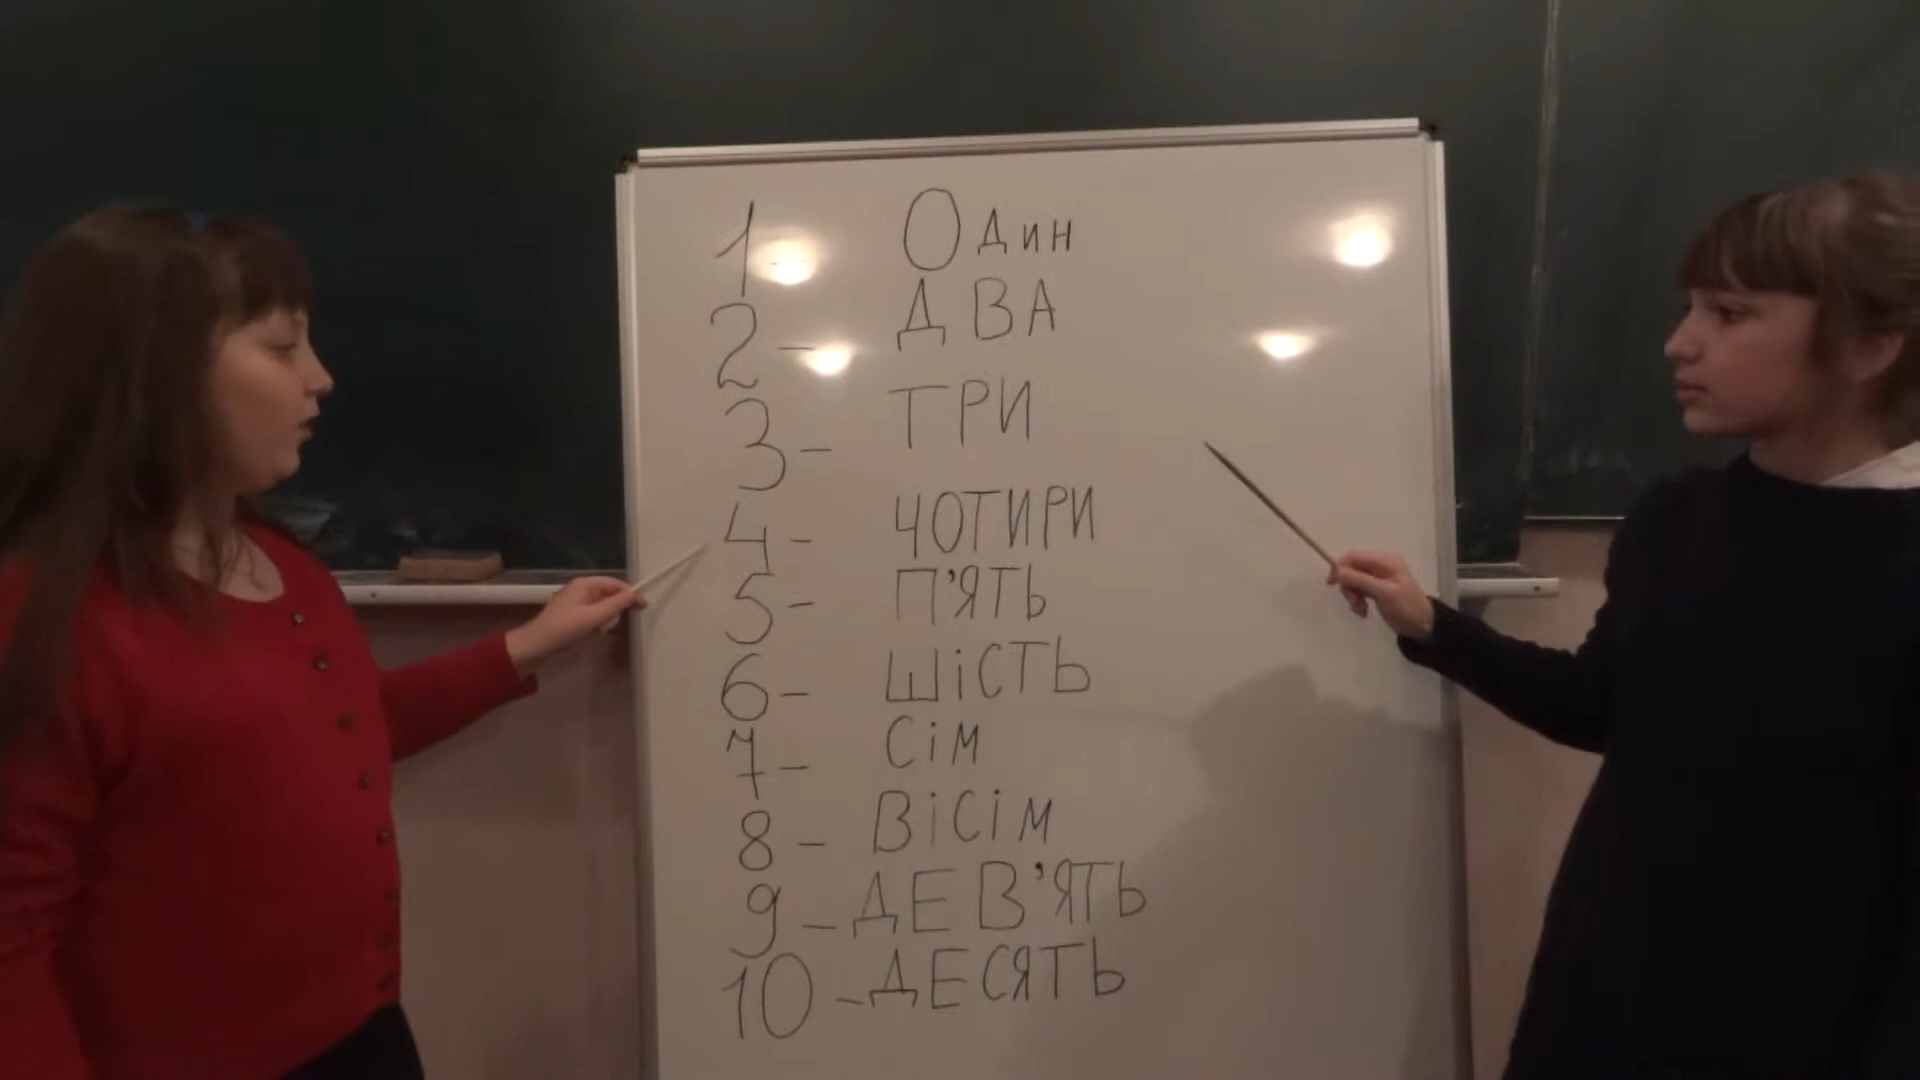 1 - Один
2 - ДВА
3 - ТРИ
4 - ЧОТИРИ
5 - П'ЯТЬ
6 - ШіСТЬ
7 - Сім
8 - ВіСім
9 - ДЕВ'ЯТЬ
10 - ДЕСЯТЬ